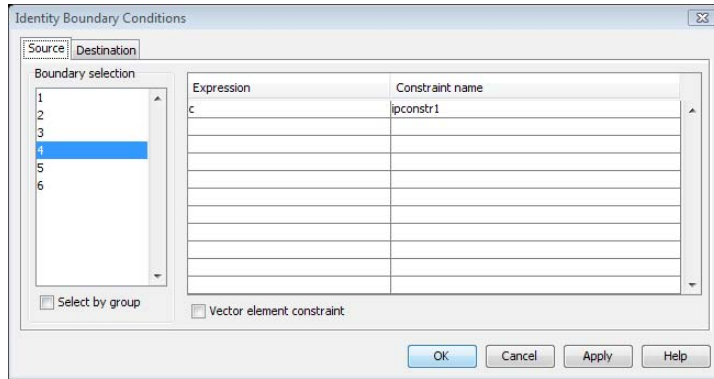 Identity Boundary Conditions
Source Destination
Boundary selection
1
2
3
4
5
6
Select by group
Expression Constraint name
c ipconstr1
Vector element constraint
OK Cancel Apply Help